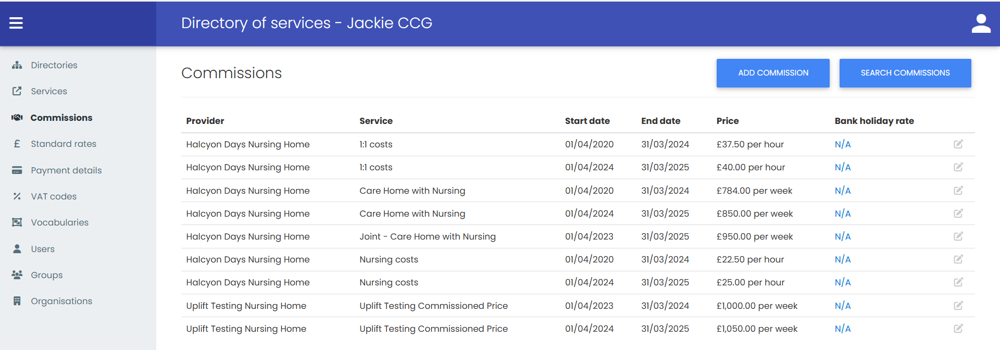 Directory of services - Jackie CCG
Directories
Services
Commissions
Standard rates
Payment details
VAT codes
Vocabularies
Users
Groups
Organisations
Commissions
ADD COMMISSION
SEARCH COMMISSIONS
Provider Service Start date End date Price Bank holiday rate
Halcyon Days Nursing Home 1:1 costs 01/04/2020 31/03/2024 £37.50 per hour N/A
Halcyon Days Nursing Home 1:1 costs 01/04/2024 31/03/2025 £40.00 per hour N/A
Halcyon Days Nursing Home Care Home with Nursing 01/04/2020 31/03/2024 £784.00 per week N/A
Halcyon Days Nursing Home Care Home with Nursing 01/04/2024 31/03/2025 £850.00 per week N/A
Halcyon Days Nursing Home Joint - Care Home with Nursing 01/04/2023 31/03/2025 £950.00 per week N/A
Halcyon Days Nursing Home Nursing costs 01/04/2020 31/03/2024 £22.50 per hour N/A
Halcyon Days Nursing Home Nursing costs 01/04/2024 31/03/2025 £25.00 per hour N/A
Uplift Testing Nursing Home Uplift Testing Commissioned Price 01/04/2023 31/03/2024 £1,000.00 per week N/A
Uplift Testing Nursing Home Uplift Testing Commissioned Price 01/04/2024 31/03/2025 £1,050.00 per week N/A